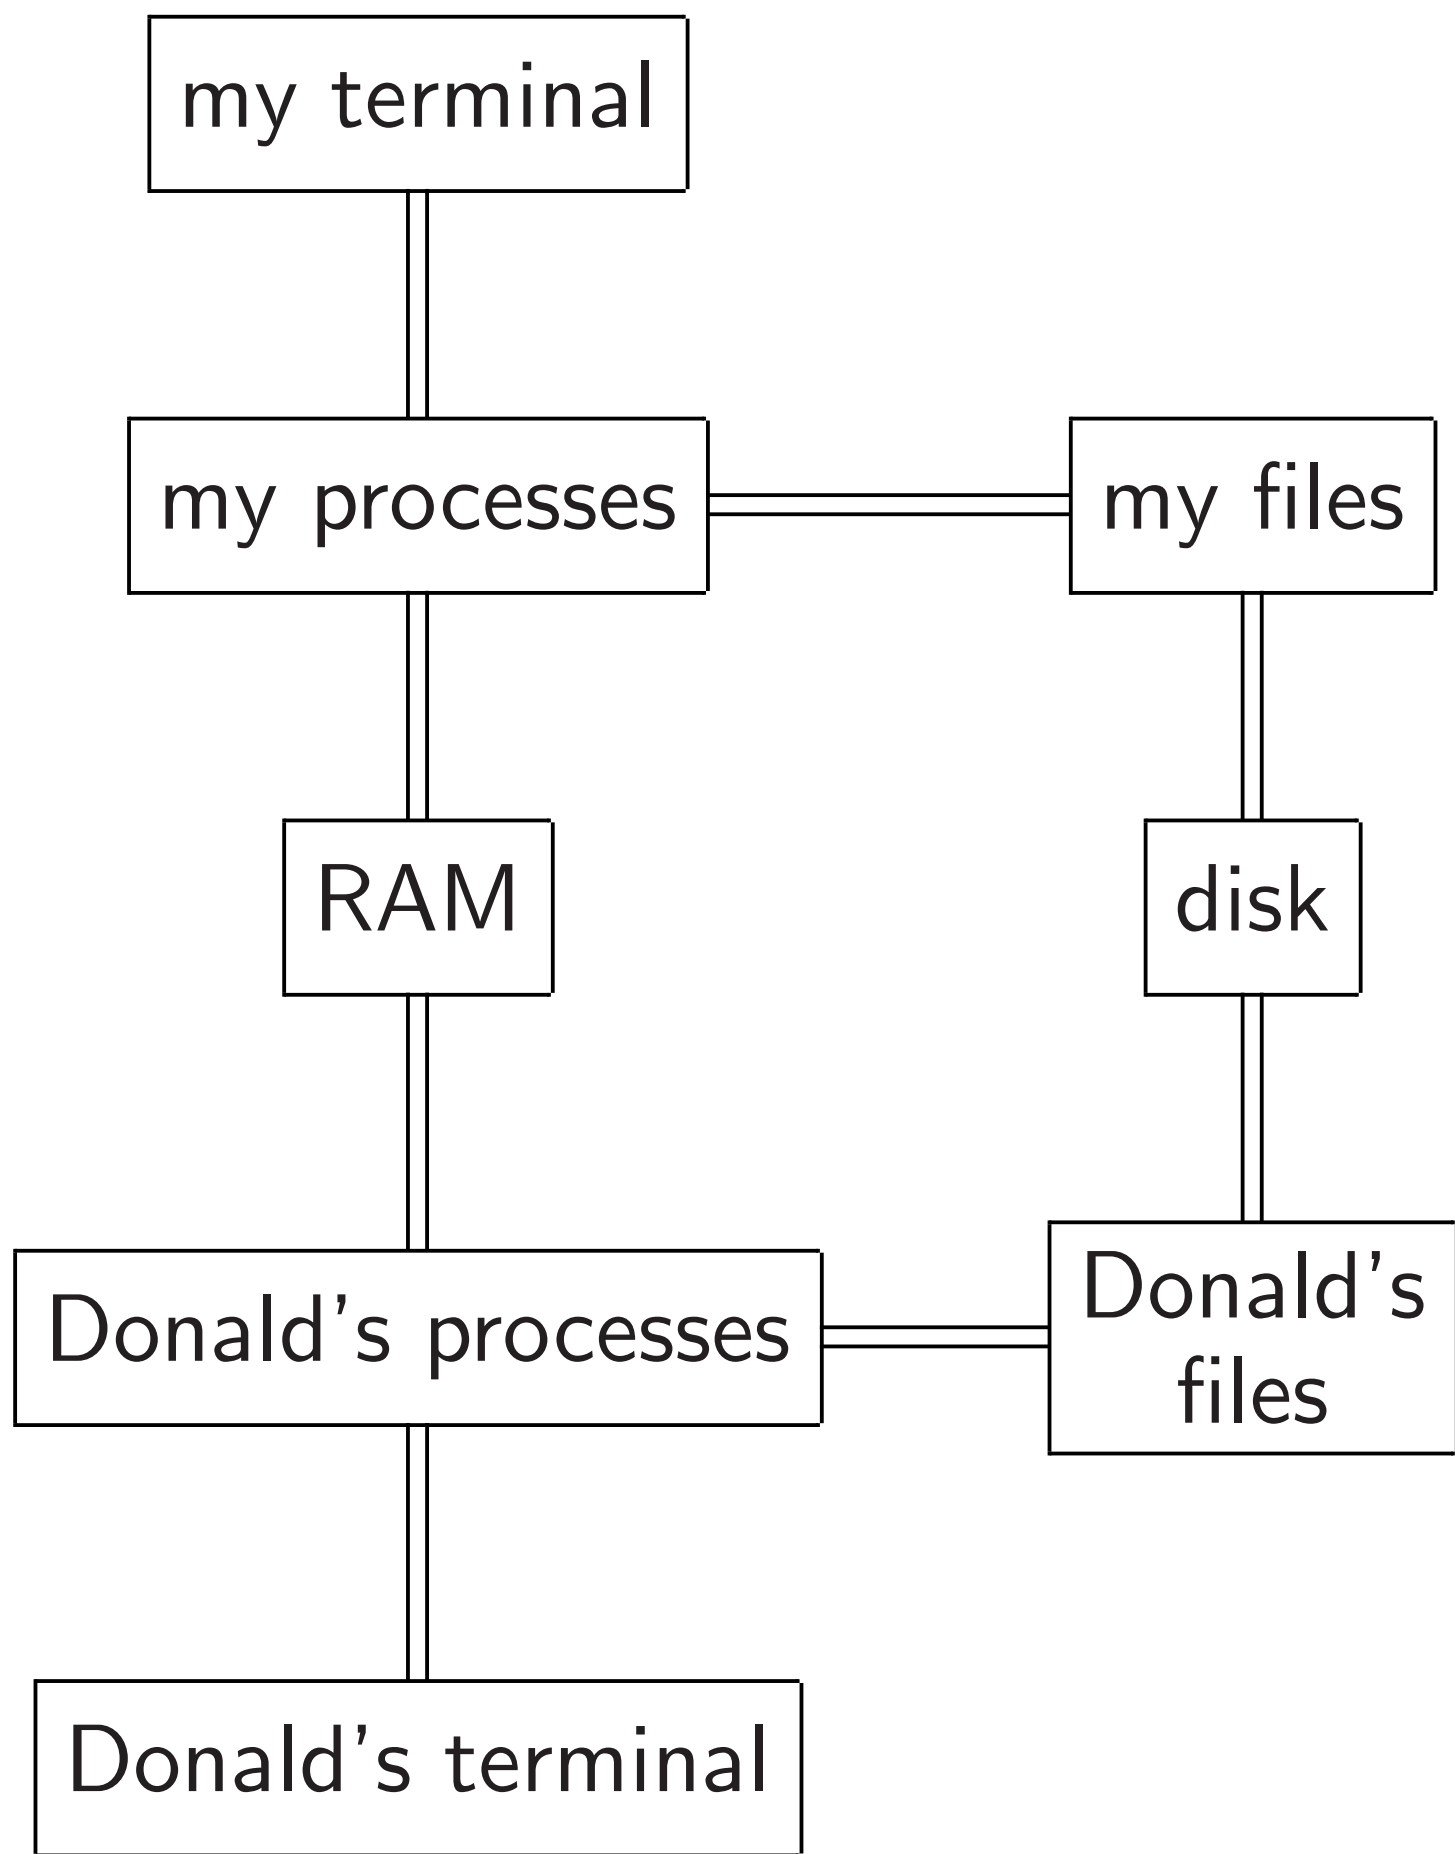 my terminal
my processes
my files
RAM
disk
Donald's processes
Donald's
files
Donald's terminal